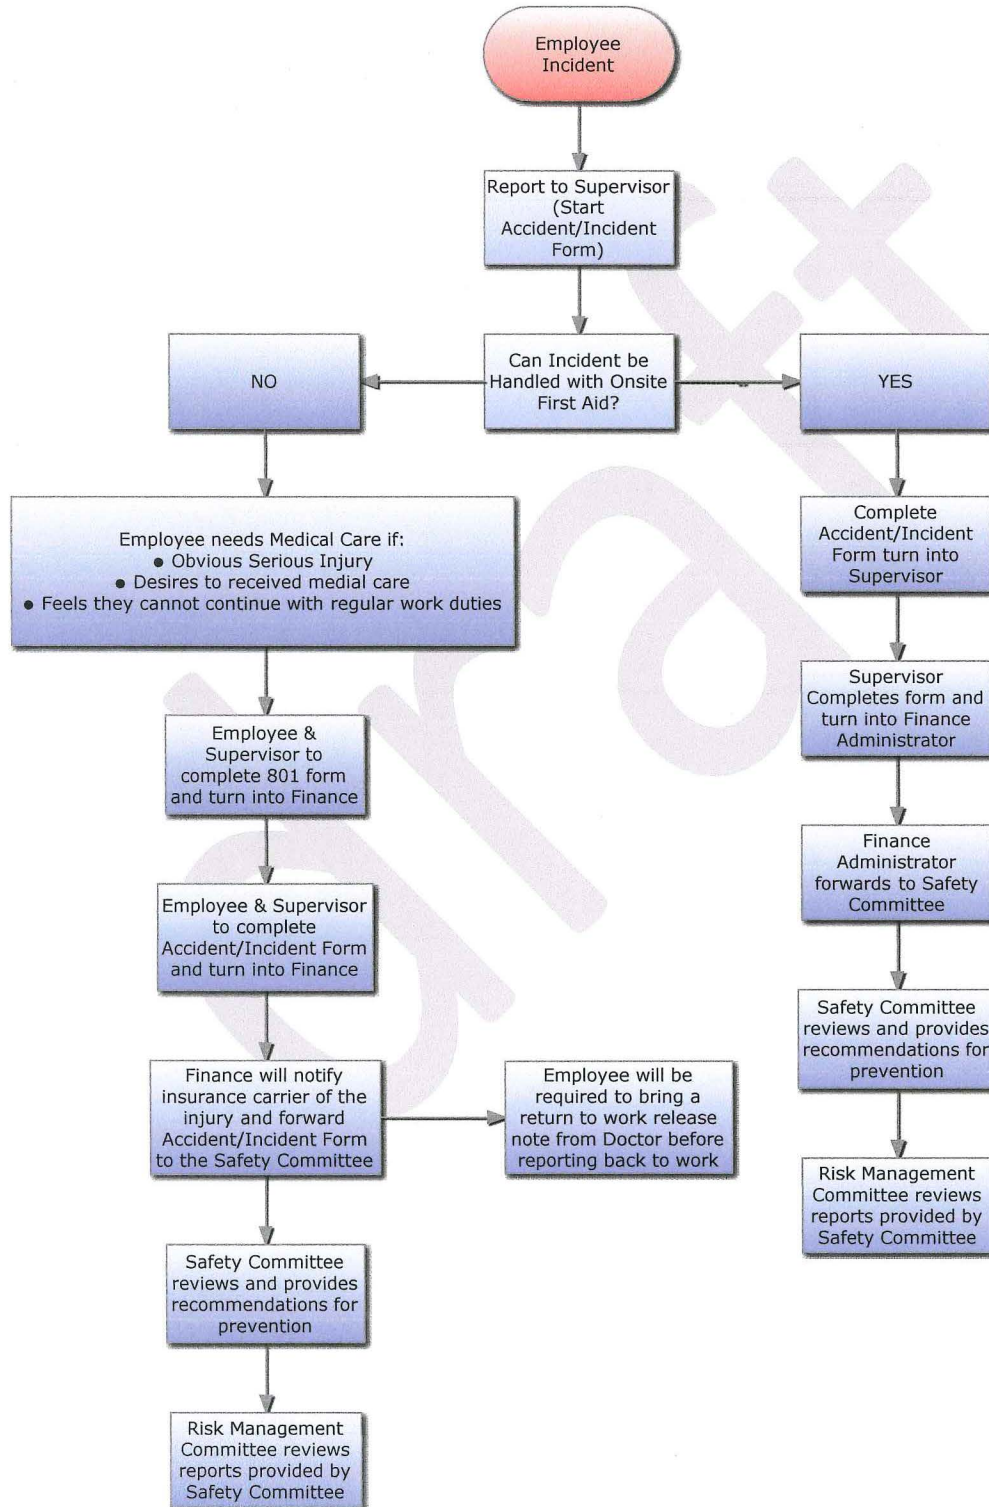 Employee
Incident
Report to Supervisor
(Start
Accident/Incident
Form)
Can Incident be
Handled with Onsite
First Aid?
NO
YES
Employee needs Medical Care if:
● Obvious Serious Injury
● Desires to received medial care
● Feels they cannot continue with regular work duties
Employee &
Supervisor to
complete 801 form
and turn into Finance
Employee & Supervisor
to complete
Accident/Incident Form
and turn into Finance
Finance will notify
insurance carrier of the
injury and forward
Accident/Incident Form
to the Safety Committee
Employee will be
required to bring a
return to work release
note from Doctor before
reporting back to work
Safety Committee
reviews and provides
recommendations for
prevention
Risk Management
Committee reviews
reports provided by
Safety Committee
Complete
Accident/Incident
Form turn into
Supervisor
Supervisor
Completes form and
turn into Finance
Administrator
Finance
Administrator
forwards to Safety
Committee
Safety Committee
reviews and provides
recommendations for
prevention
Risk Management
Committee reviews
reports provided by
Safety Committee
draft